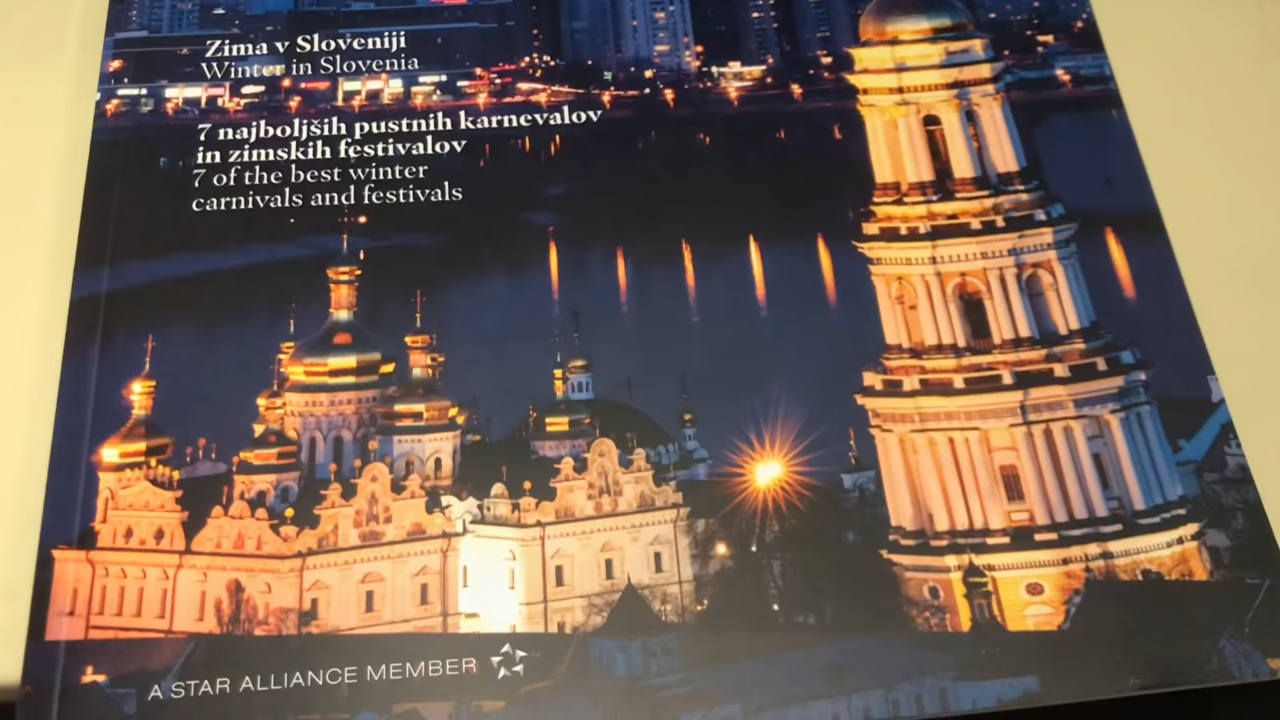 Zima v Sloveniji
Winter in Slovenia
7 najboljših pustnih karnevalov
in zimskih festivalov
7 of the best winter
carnivals and festivals
A STAR ALLIANCE MEMBER